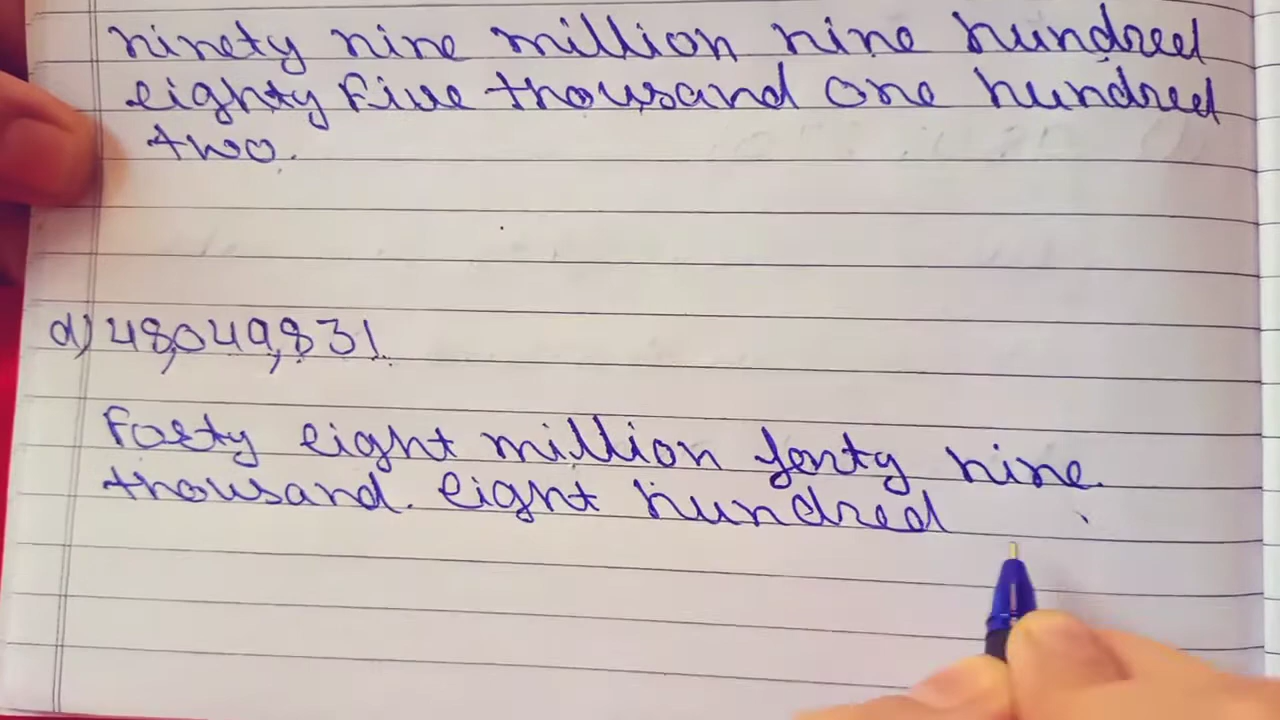 ninety nine million nine hundred
eighty five thousand one hundred
two.
d) 48,049,831.
Forty eight million forty nine
thousand. eight hundred